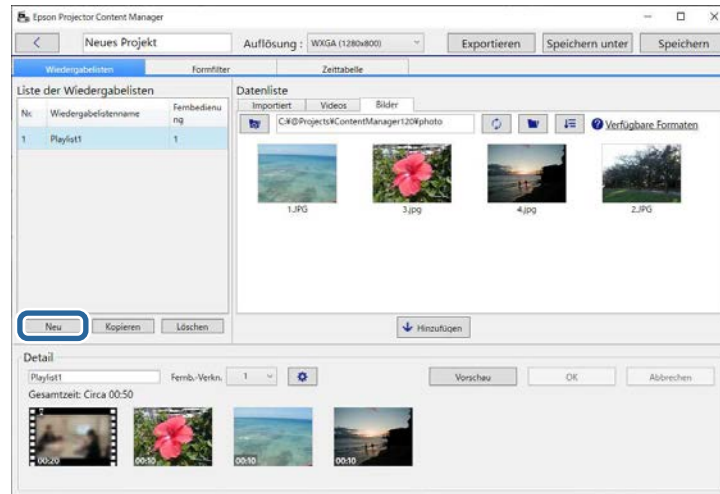 Epson Projector Content Manager
< Neues Projekt Auflösung : WXGA (1280x800) Exportieren Speichern unter Speichern
Wiedergabelisten Formfilter Zeittabelle
Liste der Wiedergabelisten Datenliste
Importiert Videos Bilder
Nr. Wiedergabelistenname Fernbedienu
ng
C:¥@Projects¥ContentManager120¥photo Verfügbare Formaten
1 Playlist1 1
1.JPG 3.jpg 4.jpg 2.JPG
Neu Kopieren Löschen Hinzufügen
Detail
Playlist1 Fernb.-Verkn. 1 Vorschau OK Abbrechen
Gesamtzeit: Circa 00:50
00:20 00:10 00:10 00:10